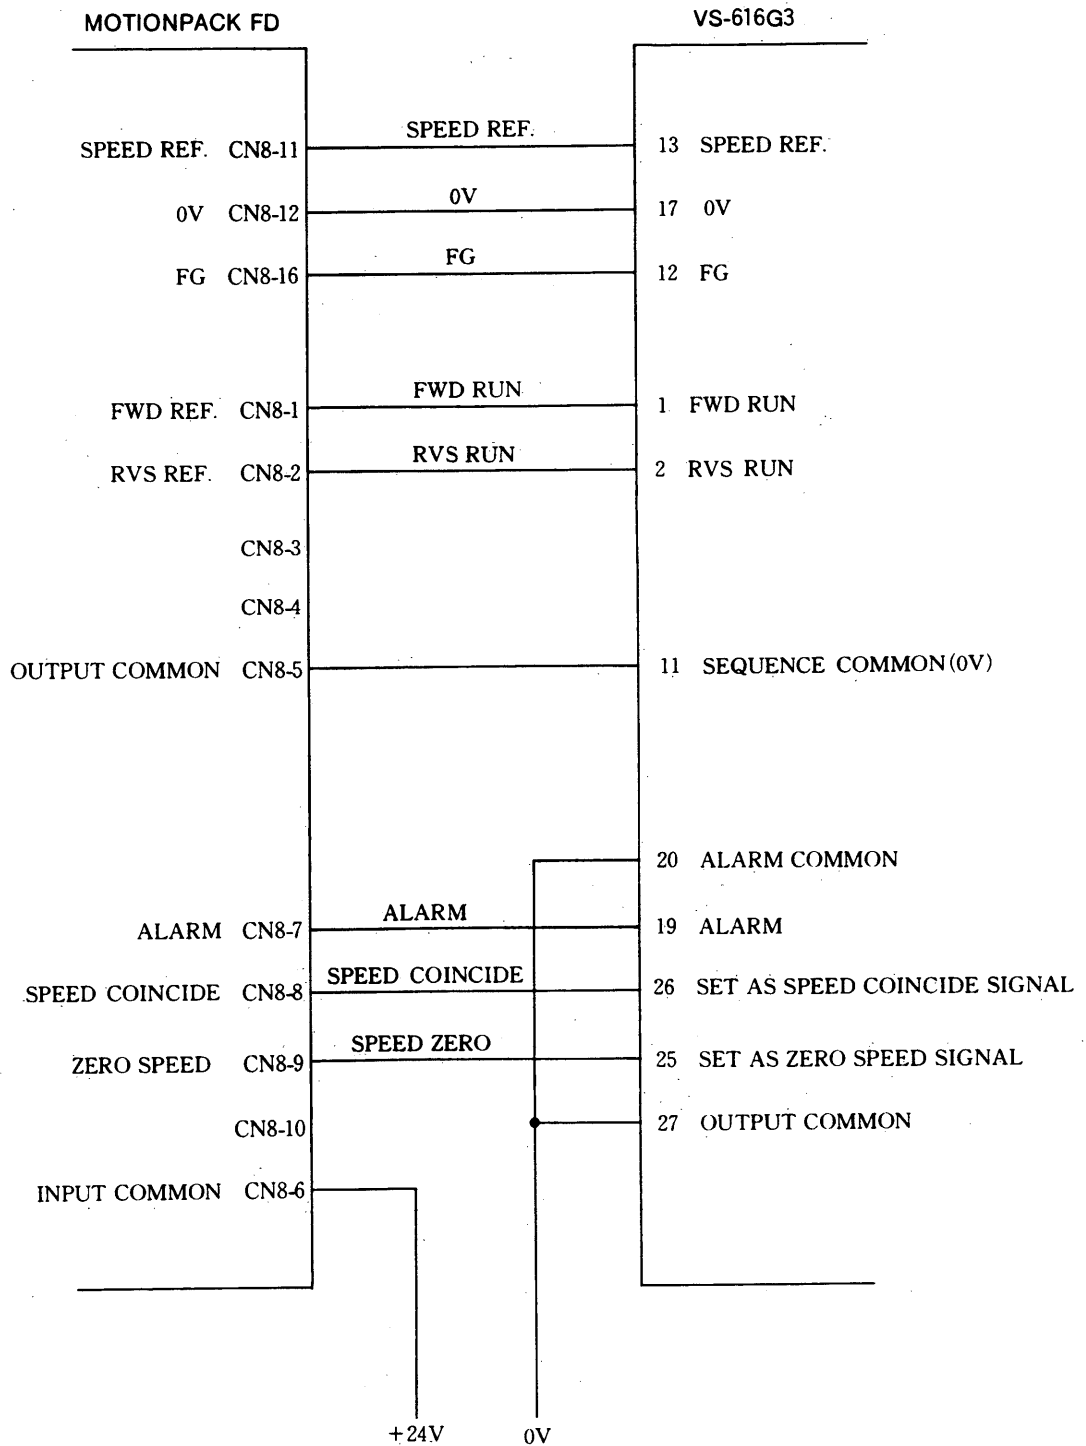 MOTIONPACK FD
VS-616G3
SPEED REF. CN8-11 SPEED REF. 13 SPEED REF.
0V CN8-12 0V 17 0V
FG CN8-16 FG 12 FG
FWD REF. CN8-1 FWD RUN 1 FWD RUN
RVS REF. CN8-2 RVS RUN 2 RVS RUN
CN8-3
CN8-4
OUTPUT COMMON CN8-5 11 SEQUENCE COMMON(0V)
20 ALARM COMMON
ALARM CN8-7 ALARM 19 ALARM
SPEED COINCIDE CN8-8 SPEED COINCIDE 26 SET AS SPEED COINCIDE SIGNAL
ZERO SPEED CN8-9 SPEED ZERO 25 SET AS ZERO SPEED SIGNAL
CN8-10 27 OUTPUT COMMON
INPUT COMMON CN8-6
+24V 0V